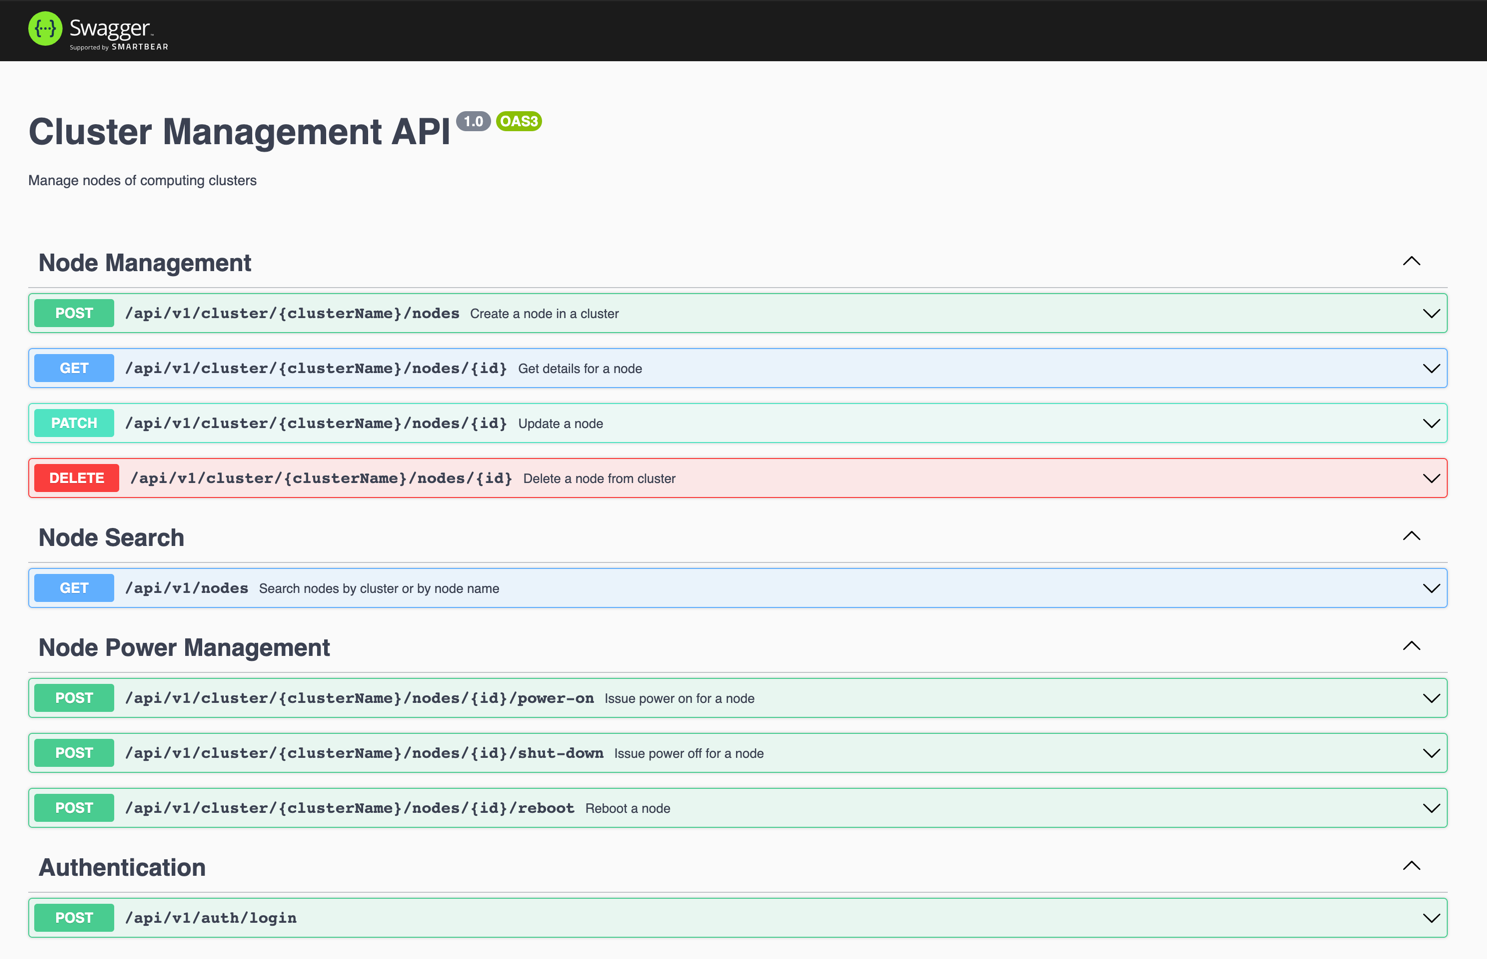 Swagger
Supported by SMARTBEAR
Cluster Management API 1.0 OAS3
Manage nodes of computing clusters
Node Management
POST /api/v1/cluster/{clusterName}/nodes Create a node in a cluster
GET /api/v1/cluster/{clusterName}/nodes/{id} Get details for a node
PATCH /api/v1/cluster/{clusterName}/nodes/{id} Update a node
DELETE /api/v1/cluster/{clusterName}/nodes/{id} Delete a node from cluster
Node Search
GET /api/v1/nodes Search nodes by cluster or by node name
Node Power Management
POST /api/v1/cluster/{clusterName}/nodes/{id}/power-on Issue power on for a node
POST /api/v1/cluster/{clusterName}/nodes/{id}/shut-down Issue power off for a node
POST /api/v1/cluster/{clusterName}/nodes/{id}/reboot Reboot a node
Authentication
POST /api/v1/auth/login